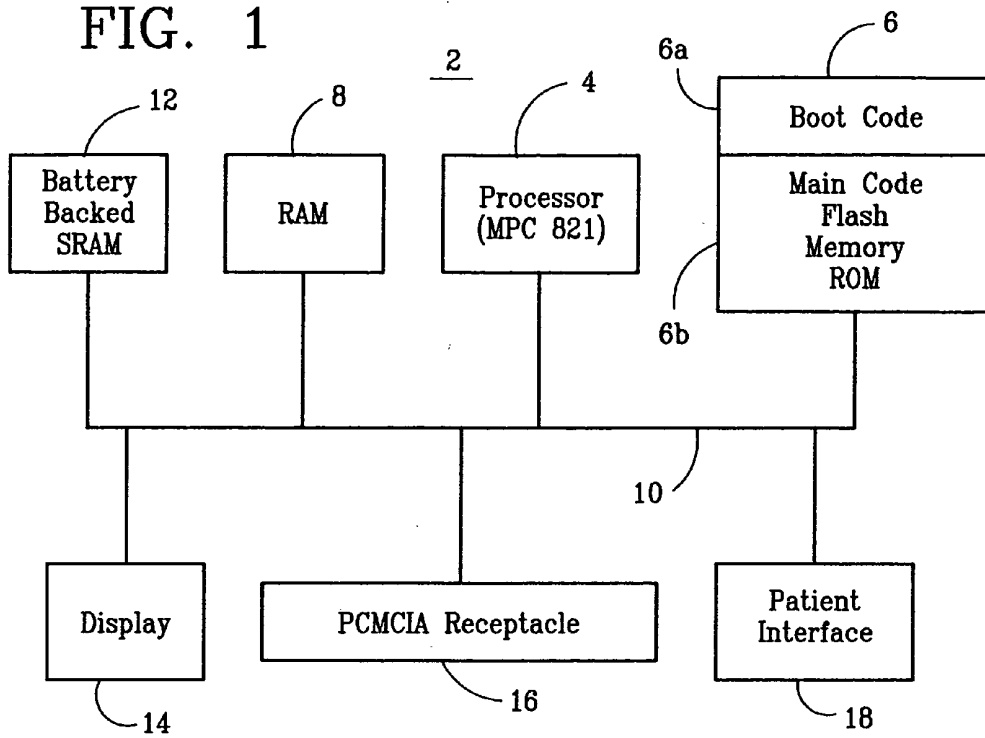 FIG. 1
2
6
6a
12
8
4
Boot Code
Battery
Backed
SRAM
RAM
Processor
(MPC 821)
Main Code
Flash
Memory
ROM
6b
10
Display
PCMCIA Receptacle
Patient
Interface
14
16
18